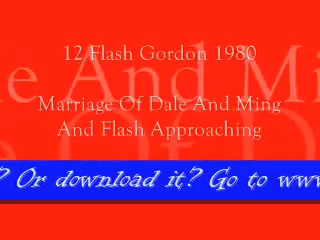 12 Flash Gordon 1980
Marriage Of Dale And Ming
And Flash Approaching
? Or download it? Go to www